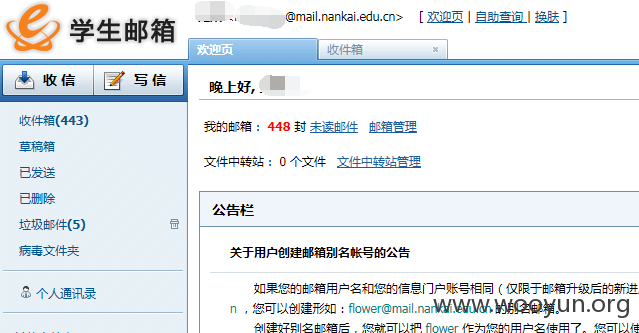 学生邮箱
@mail.nankai.edu.cn> [ 欢迎页 | 自助查询 | 换肤 ]
欢迎页 收件箱 ×
收 信 写 信
晚上好,
收件箱(443)
草稿箱
已发送
已删除
垃圾邮件(5)
病毒文件夹
个人通讯录
我的邮箱： 448 封 未读邮件 邮箱管理
文件中转站： 0 个文件 文件中转站管理
公告栏
关于用户创建邮箱别名帐号的公告
如果您的邮箱用户名和您的信息门户账号相同（仅限于邮箱升级后的新进
n ，您可以创建形如：flower@mail.nankai.edu.cn 的别名邮箱。
创建好别名邮箱后，您就可以把 flower 作为您的用户名使用了。您可以使
www.wooyun.org